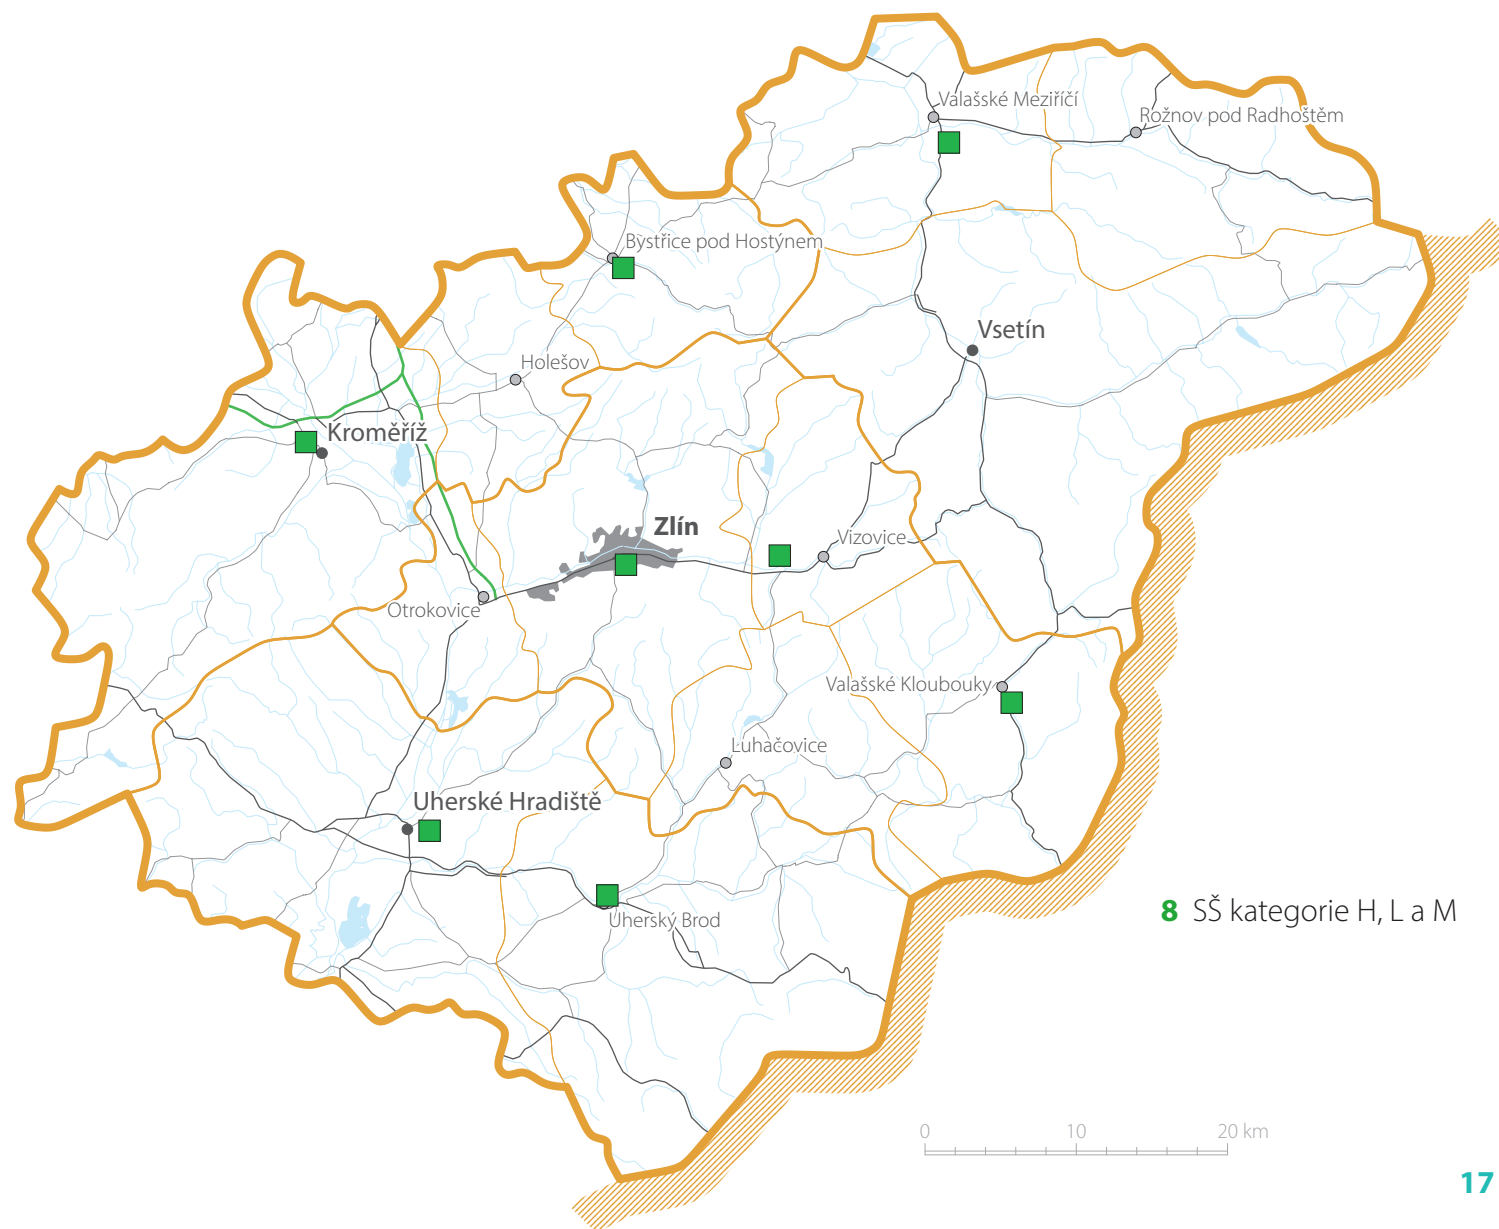 Valašské Meziříčí
Rožnov pod Radhoštěm
Bystřice pod Hostýnem
Vsetín
Holešov
Kroměříž
Zlín
Vizovice
Otrokovice
Valašské Klobouky
Luhačovice
Uherské Hradiště
8 SŠ kategorie H, L a M
Uherský Brod
0 10 20 km
17